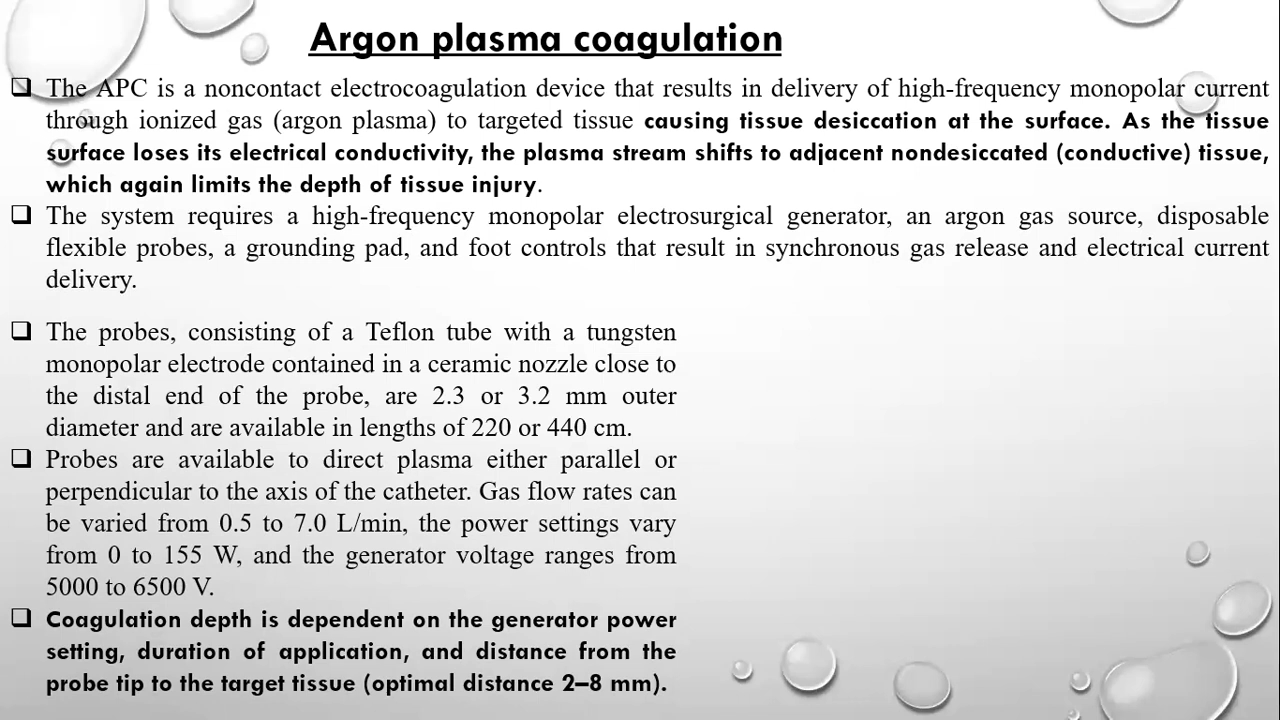 Argon plasma coagulation
❑ The APC is a noncontact electrocoagulation device that results in delivery of high-frequency monopolar current
through ionized gas (argon plasma) to targeted tissue causing tissue desiccation at the surface. As the tissue
surface loses its electrical conductivity, the plasma stream shifts to adjacent nondesiccated (conductive) tissue,
which again limits the depth of tissue injury.
❑ The system requires a high-frequency monopolar electrosurgical generator, an argon gas source, disposable
flexible probes, a grounding pad, and foot controls that result in synchronous gas release and electrical current
delivery.
❑ The probes, consisting of a Teflon tube with a tungsten
monopolar electrode contained in a ceramic nozzle close to
the distal end of the probe, are 2.3 or 3.2 mm outer
diameter and are available in lengths of 220 or 440 cm.
❑ Probes are available to direct plasma either parallel or
perpendicular to the axis of the catheter. Gas flow rates can
be varied from 0.5 to 7.0 L/min, the power settings vary
from 0 to 155 W, and the generator voltage ranges from
5000 to 6500 V.
❑ Coagulation depth is dependent on the generator power
setting, duration of application, and distance from the
probe tip to the target tissue (optimal distance 2–8 mm).